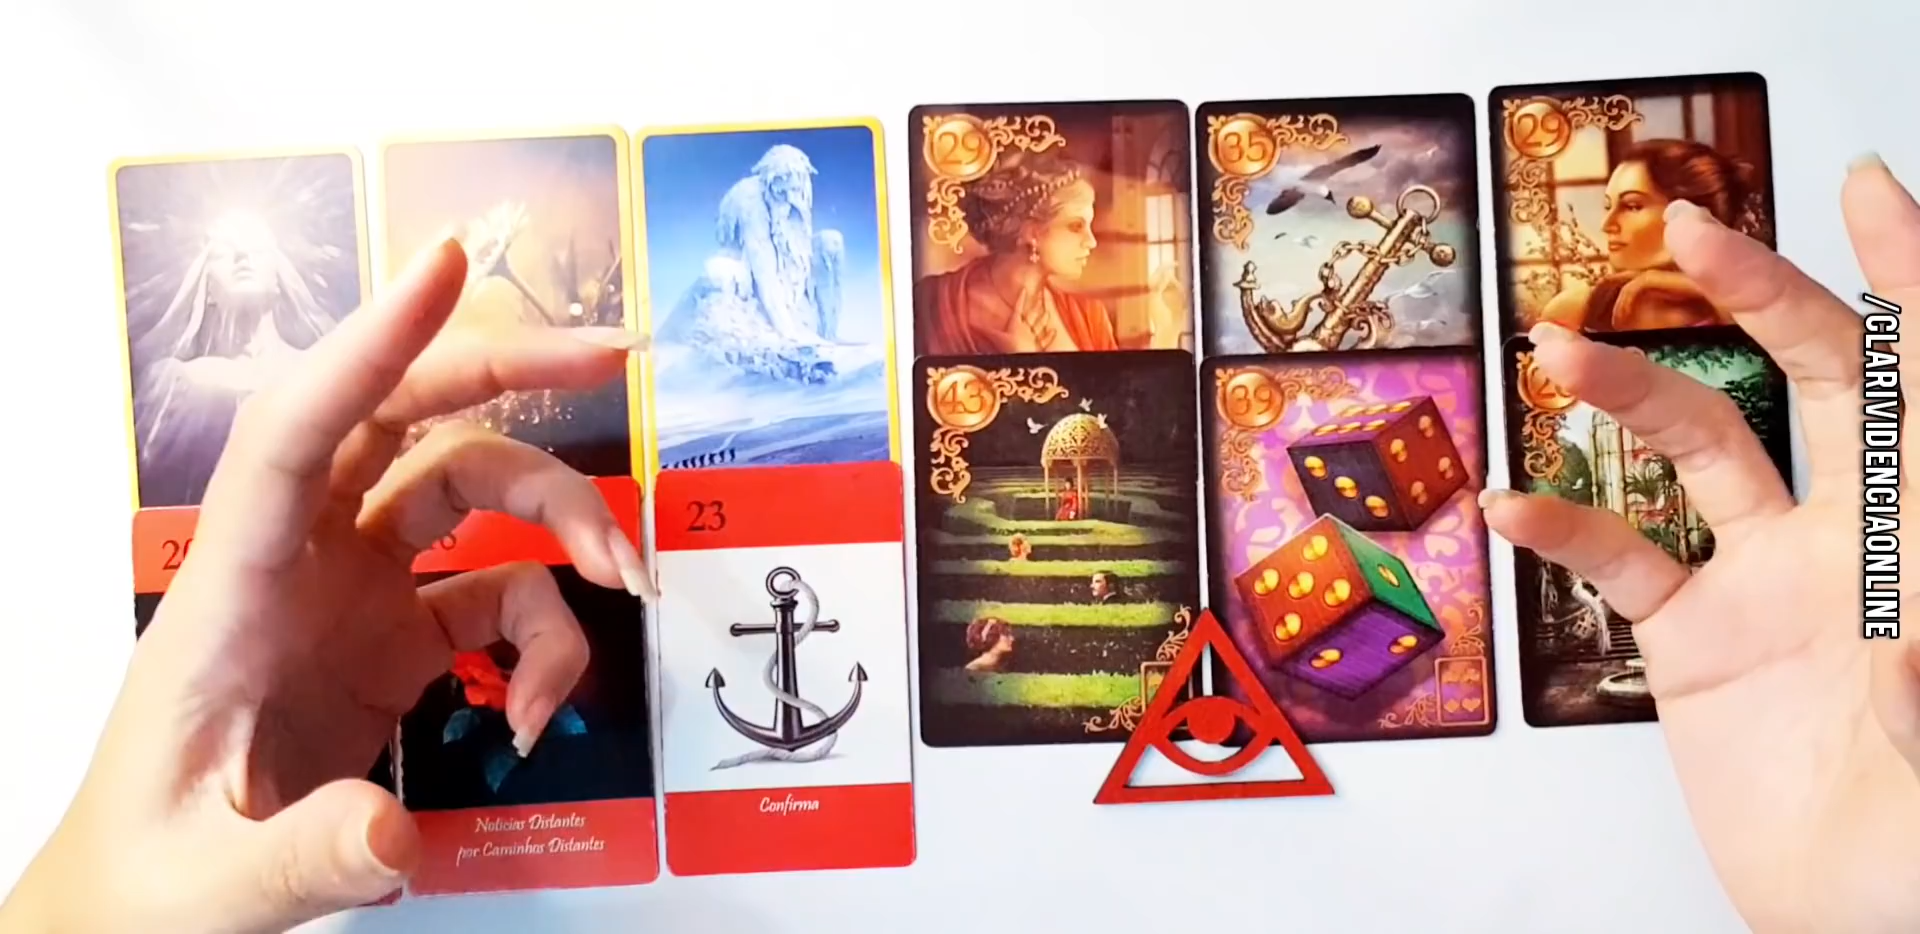 29
35
29
43
39
23
Confirma
Noticias Distantes
por Caminhos Distantes
/CLARIVIDENCIAONLINE